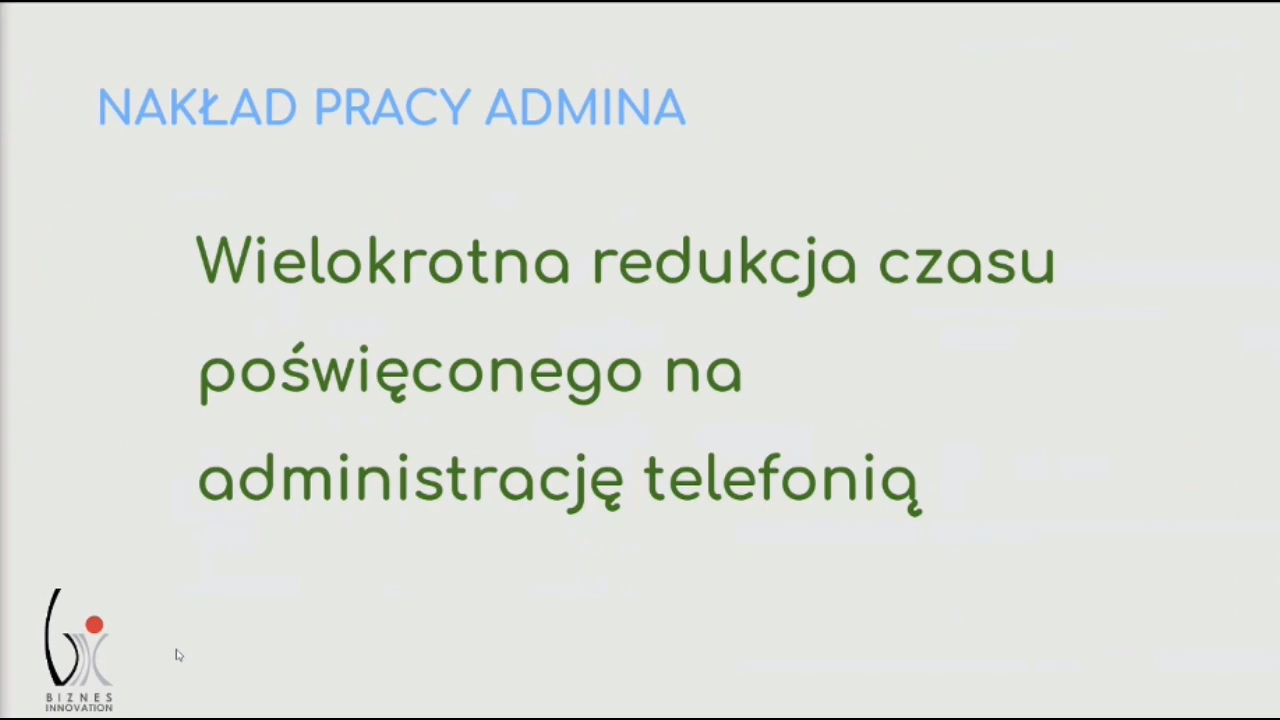 NAKŁAD PRACY ADMINA
Wielokrotna redukcja czasu
poświęconego na
administrację telefonią
BIZNES
INNOVATION